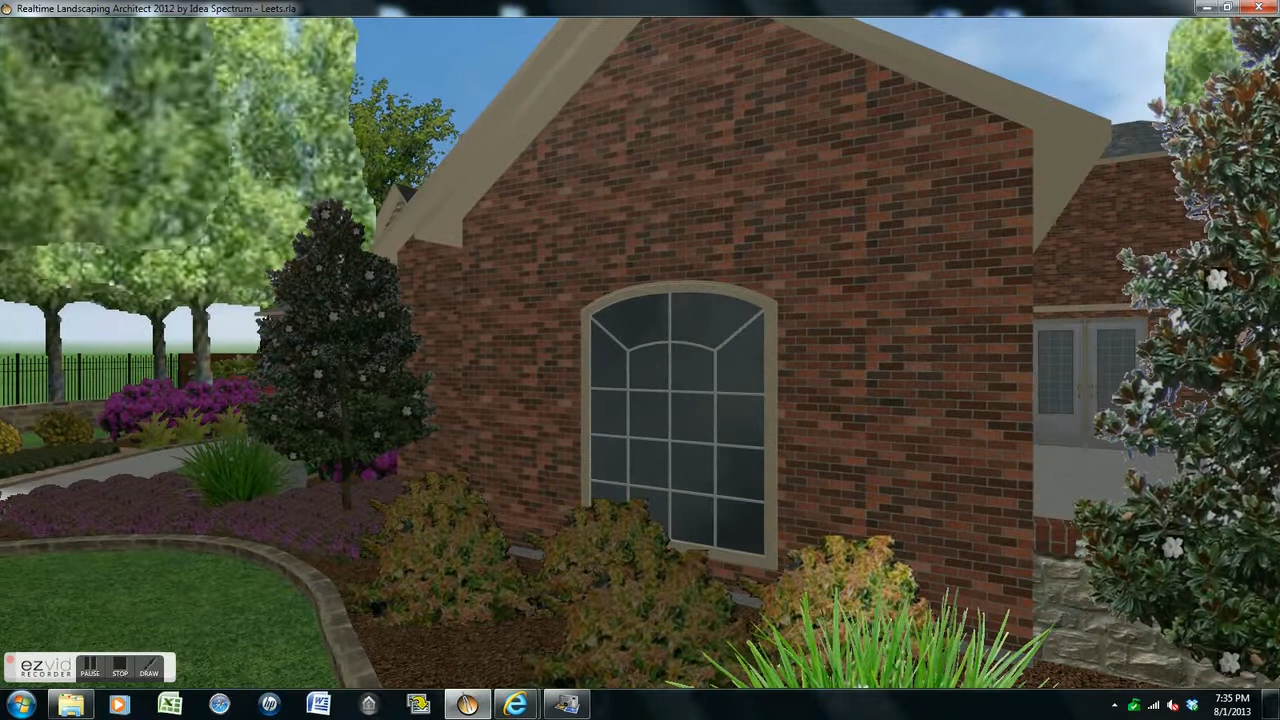 Realtime Landscaping Architect 2012 by Idea Spectrum - Leets.rla
ezvid
RECORDER
PAUSE
STOP
DRAW
7:35 PM
8/1/2013